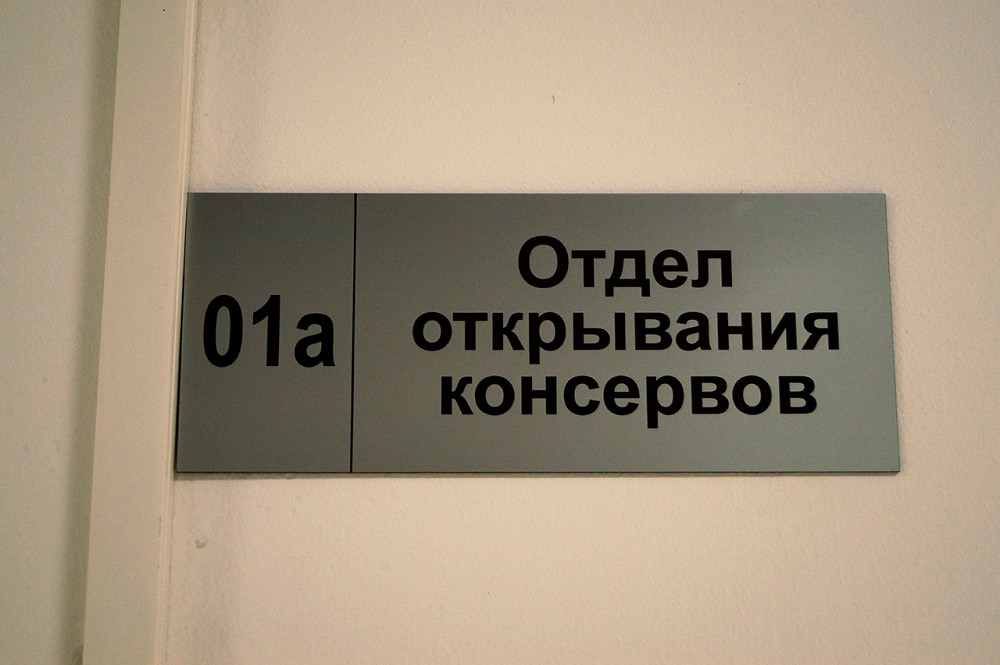 01а
Отдел
открывания
консервов